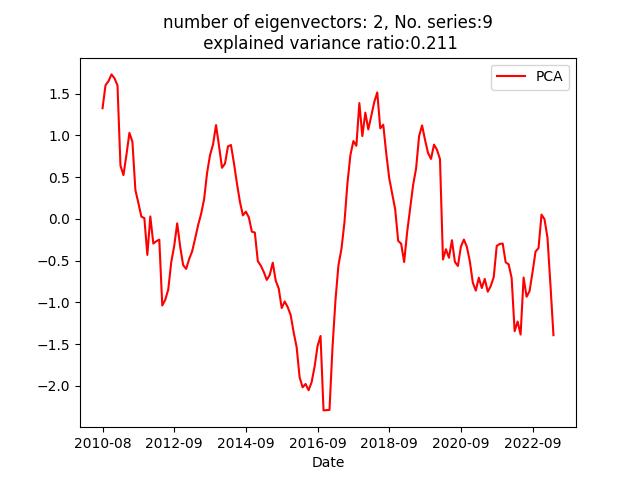 number of eigenvectors: 2, No. series:9
explained variance ratio:0.211
PCA
1.5
1.0
0.5
0.0
−0.5
−1.0
−1.5
−2.0
2010-08 2012-09 2014-09 2016-09 2018-09 2020-09 2022-09
Date